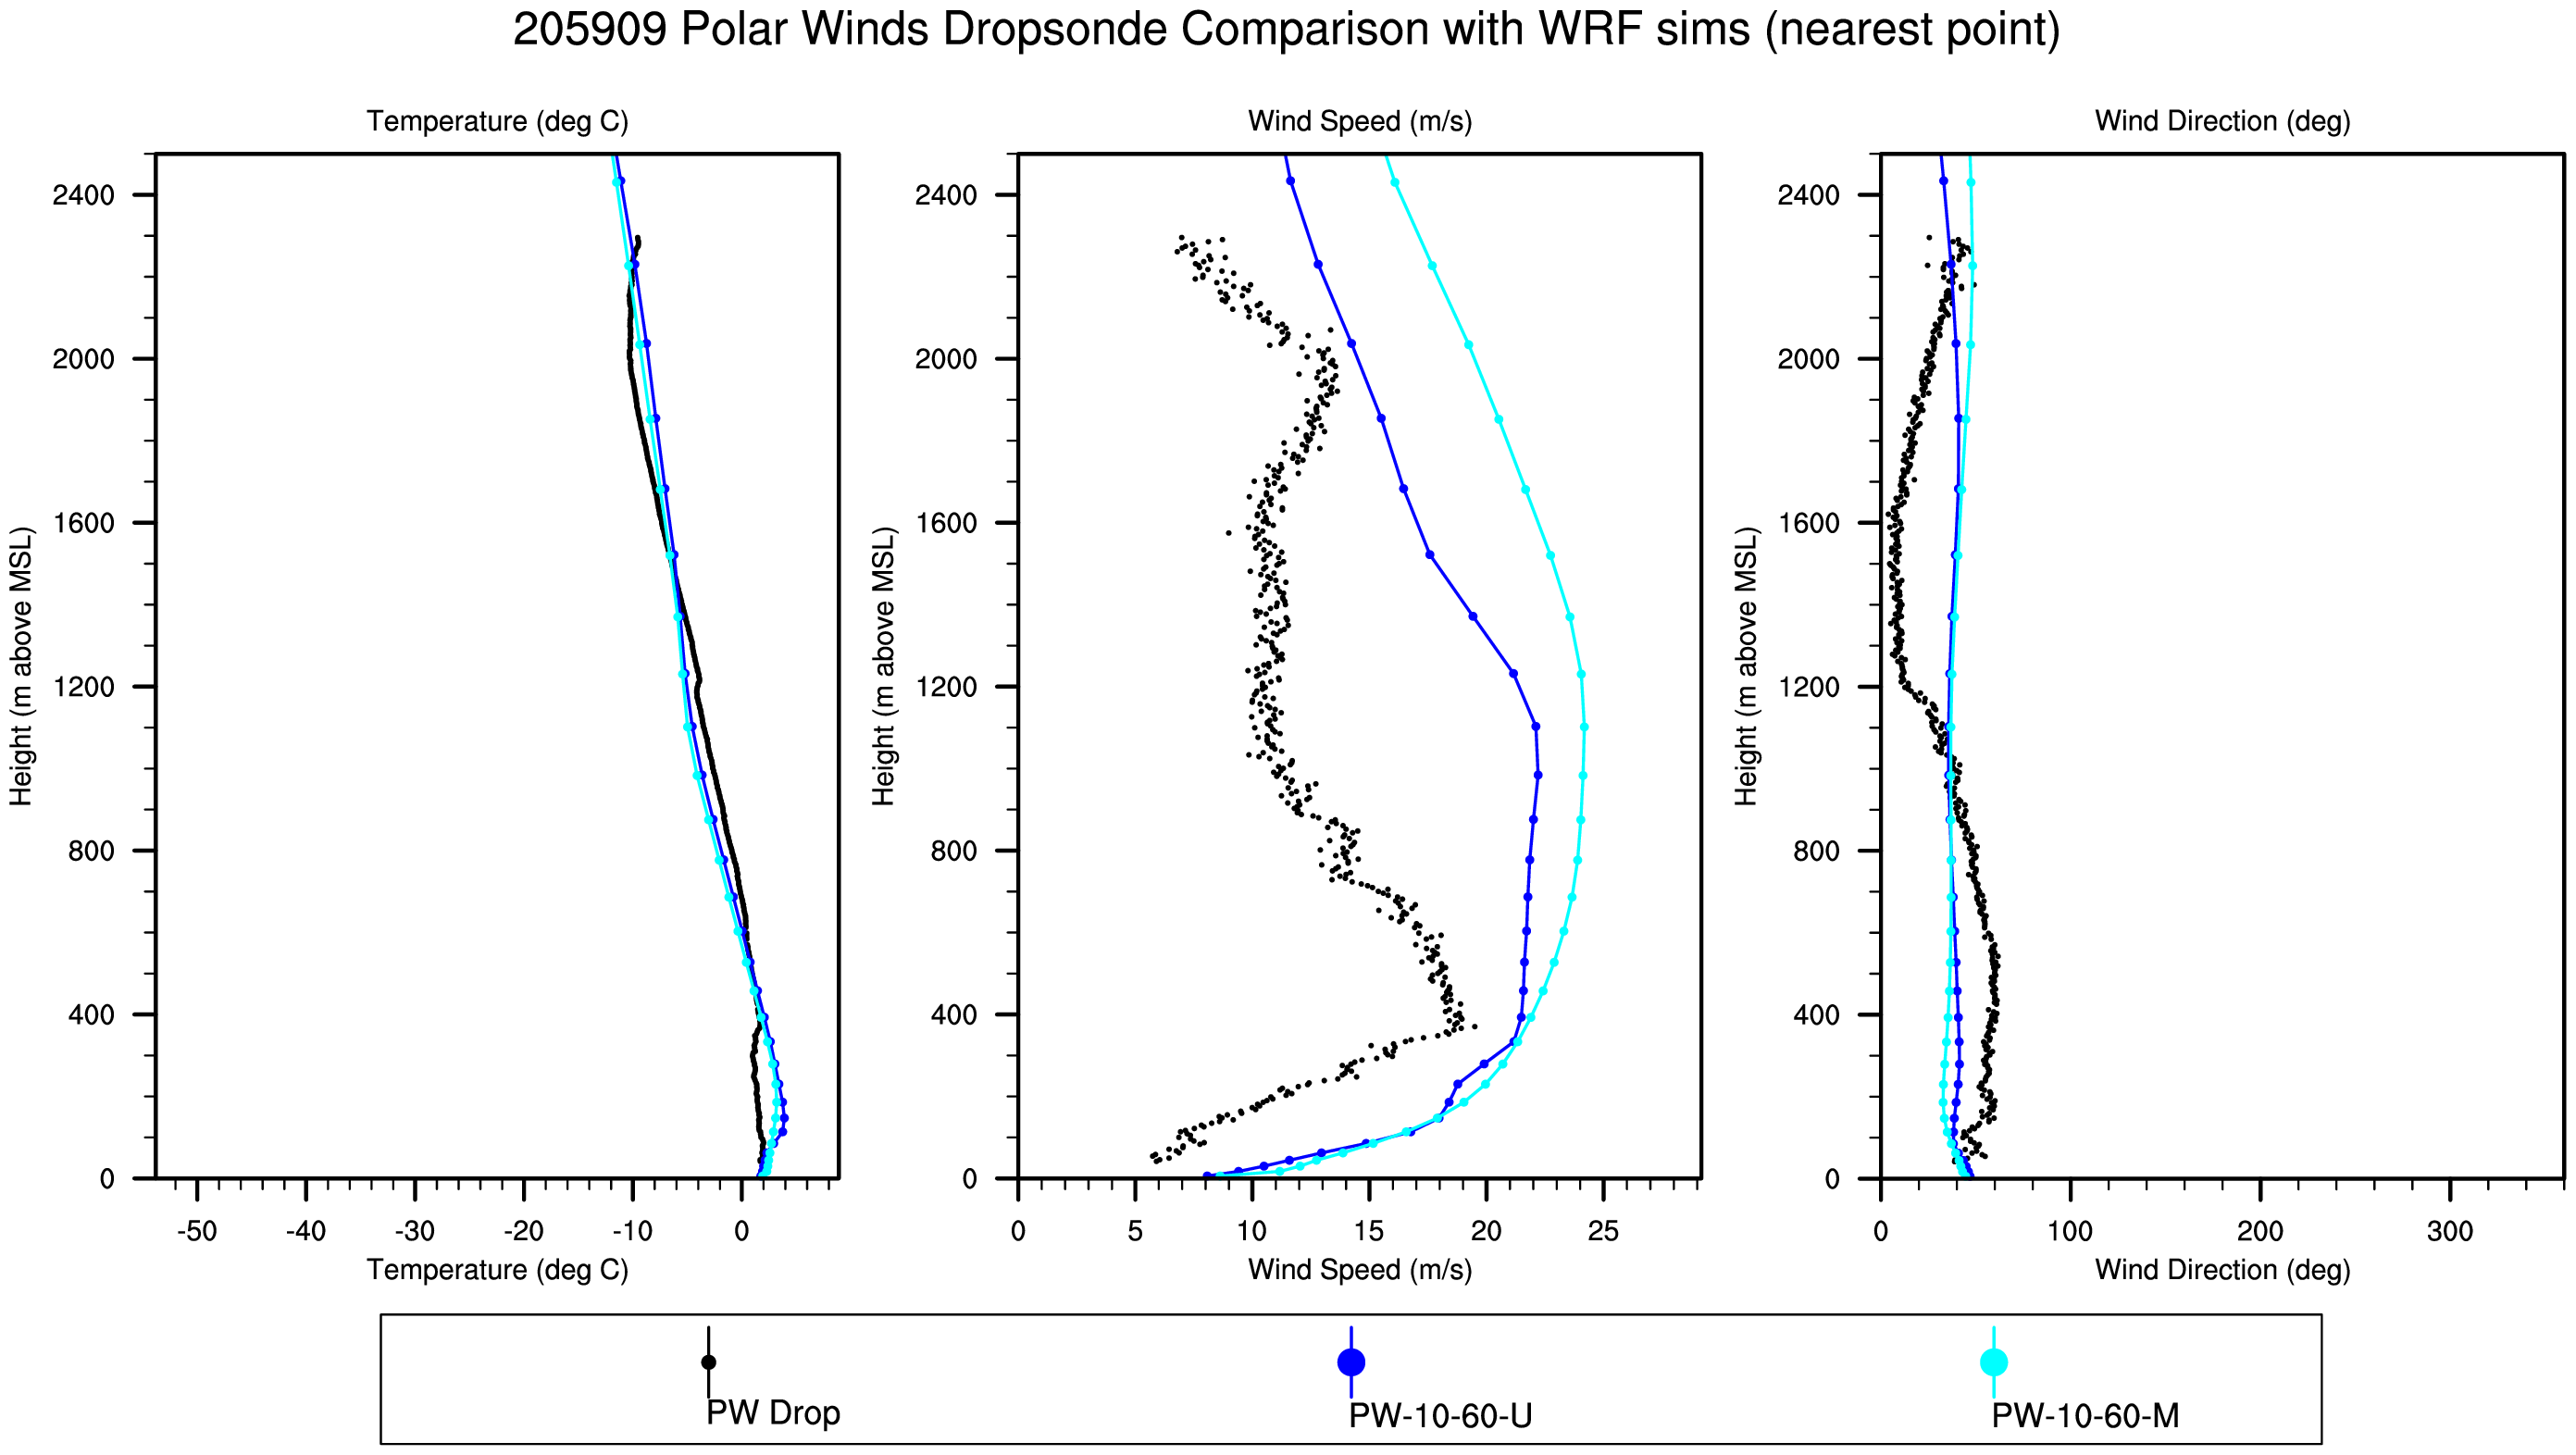 205909 Polar Winds Dropsonde Comparison with WRF sims (nearest point)
Temperature (deg C)
Wind Speed (m/s)
Wind Direction (deg)
Height (m above MSL)
2400
2000
1600
1200
800
400
0
-50 -40 -30 -20 -10 0
Temperature (deg C)
Height (m above MSL)
2400
2000
1600
1200
800
400
0
0 5 10 15 20 25
Wind Speed (m/s)
Height (m above MSL)
2400
2000
1600
1200
800
400
0
0 100 200 300
Wind Direction (deg)
PW Drop
PW-10-60-U
PW-10-60-M